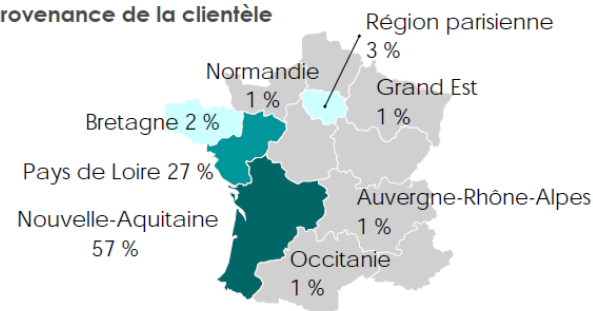 rovenance de la clientèle
Région parisienne
3 %
Normandie
1 %
Grand Est
1 %
Bretagne 2 %
Pays de Loire 27 %
Nouvelle-Aquitaine
57 %
Auvergne-Rhône-Alpes
1 %
Occitanie
1 %